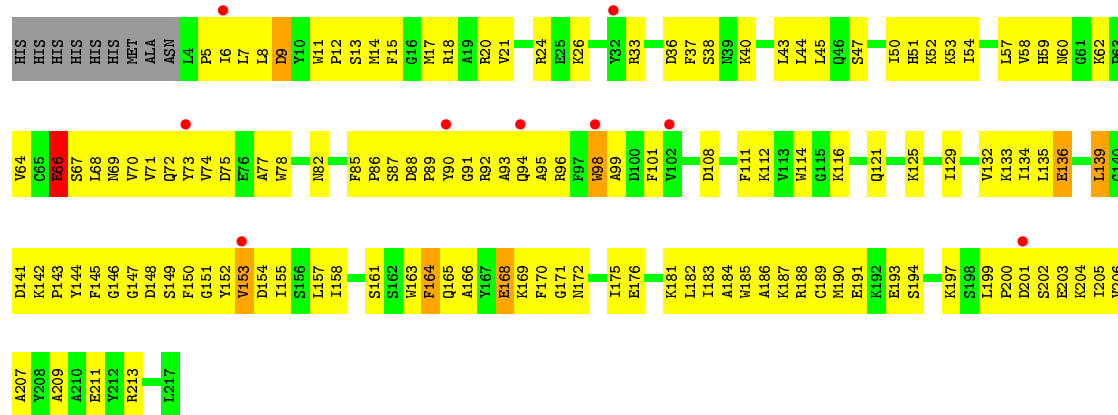 HIS HIS HIS HIS HIS HIS MET ALA ASN L4 P5 I6 L7 L8 D9 Y10 W11 P12 S13 M14 F15 G16 M17 R18 A19 R20 V21 R24 E25 K26 Y32 R33 D36 F37 S38 N39 K40 L43 L44 L45 Q46 S47 I50 H51 K52 K53 I54 L57 V58 H59 N60 G61 K62 P63
V64 C65 E66 S67 L68 N69 V70 V71 Q72 Y73 V74 D75 E76 A77 W78 N82 F85 P86 S87 D88 P89 Y90 G91 R92 A93 Q94 A95 R96 F97 W98 A99 D100 F101 V102 D108 F111 K112 V113 W114 G115 K116 Q121 K125 I129 V132 K133 I134 L135 E136 L139 G140
D141 K142 P143 Y144 F145 G146 G147 D148 S149 F150 G151 Y152 V153 D154 I155 S156 L157 I158 S161 S162 W163 F164 Q165 A166 Y167 E168 K169 F170 G171 N172 I175 E176 K181 L182 I183 A184 W185 A186 K187 R188 C189 M190 E191 K192 E193 S194 K197 S198 L199 P200 D201 S202 E203 K204 I205 V206
A207 Y208 A209 A210 E211 Y212 R213 L217